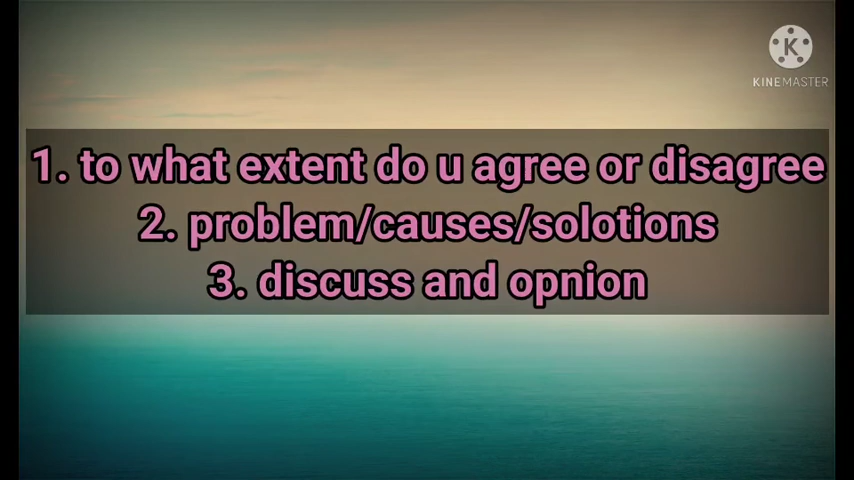 KINEMASTER
1. to what extent do u agree or disagree
2. problem/causes/solotions
3. discuss and opnion